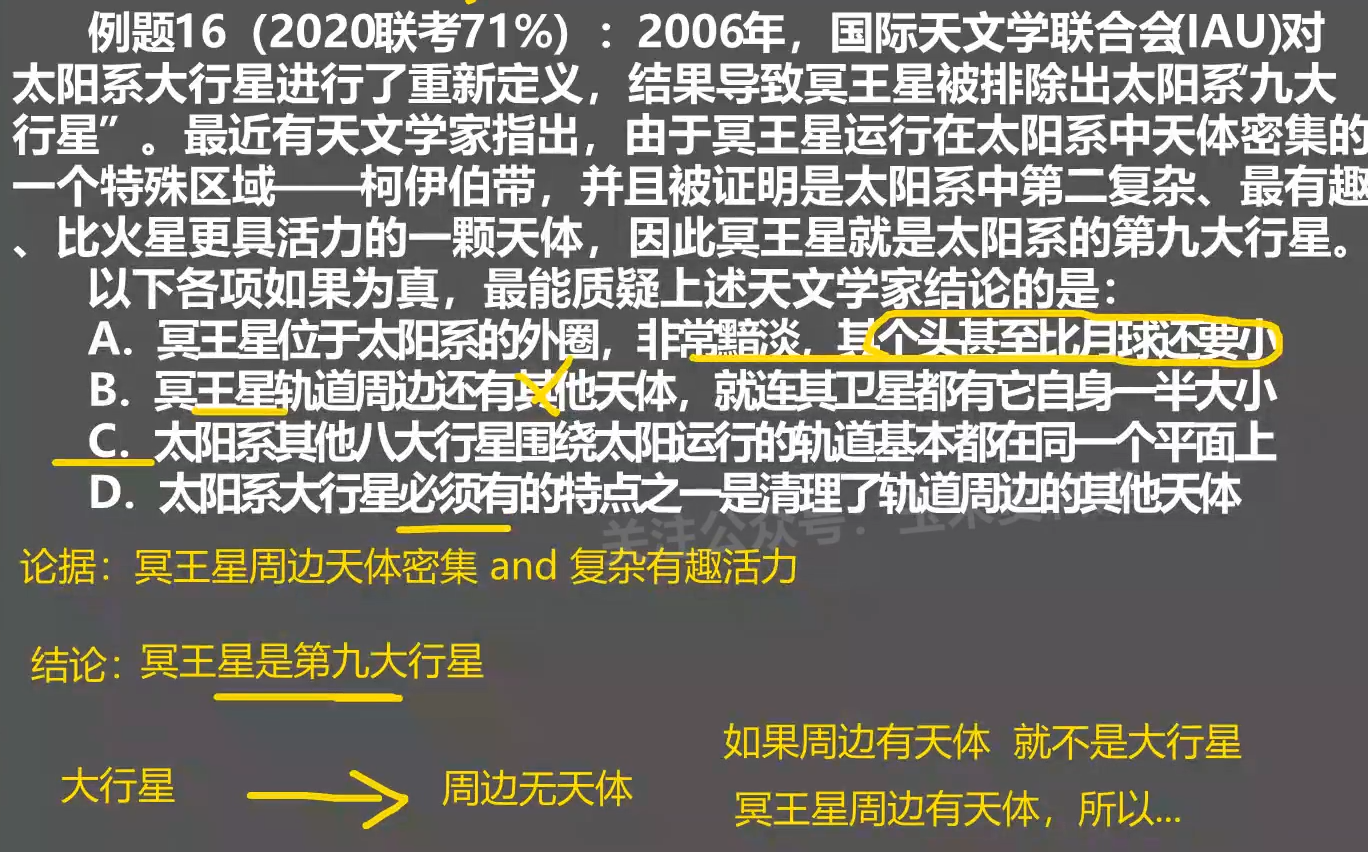 例题16（2020联考71%）：2006年，国际天文学联合会(IAU)对
太阳系大行星进行了重新定义，结果导致冥王星被排除出太阳系“九大
行星”。最近有天文学家指出，由于冥王星运行在太阳系中天体密集的
一个特殊区域——柯伊伯带，并且被证明是太阳系中第二复杂、最有趣
、比火星更具活力的一颗天体，因此冥王星就是太阳系的第九大行星。
以下各项如果为真，最能质疑上述天文学家结论的是：
A. 冥王星位于太阳系的外圈，非常黯淡，其个头甚至比月球还要小
B. 冥王星轨道周边还有其他天体，就连其卫星都有它自身一半大小
C. 太阳系其他八大行星围绕太阳运行的轨道基本都在同一个平面上
D. 太阳系大行星必须有的特点之一是清理了轨道周边的其他天体
关注公众号：
论据：冥王星周边天体密集 and 复杂有趣活力
结论：冥王星是第九大行星
如果周边有天体 就不是大行星
大行星 周边无天体
冥王星周边有天体，所以...